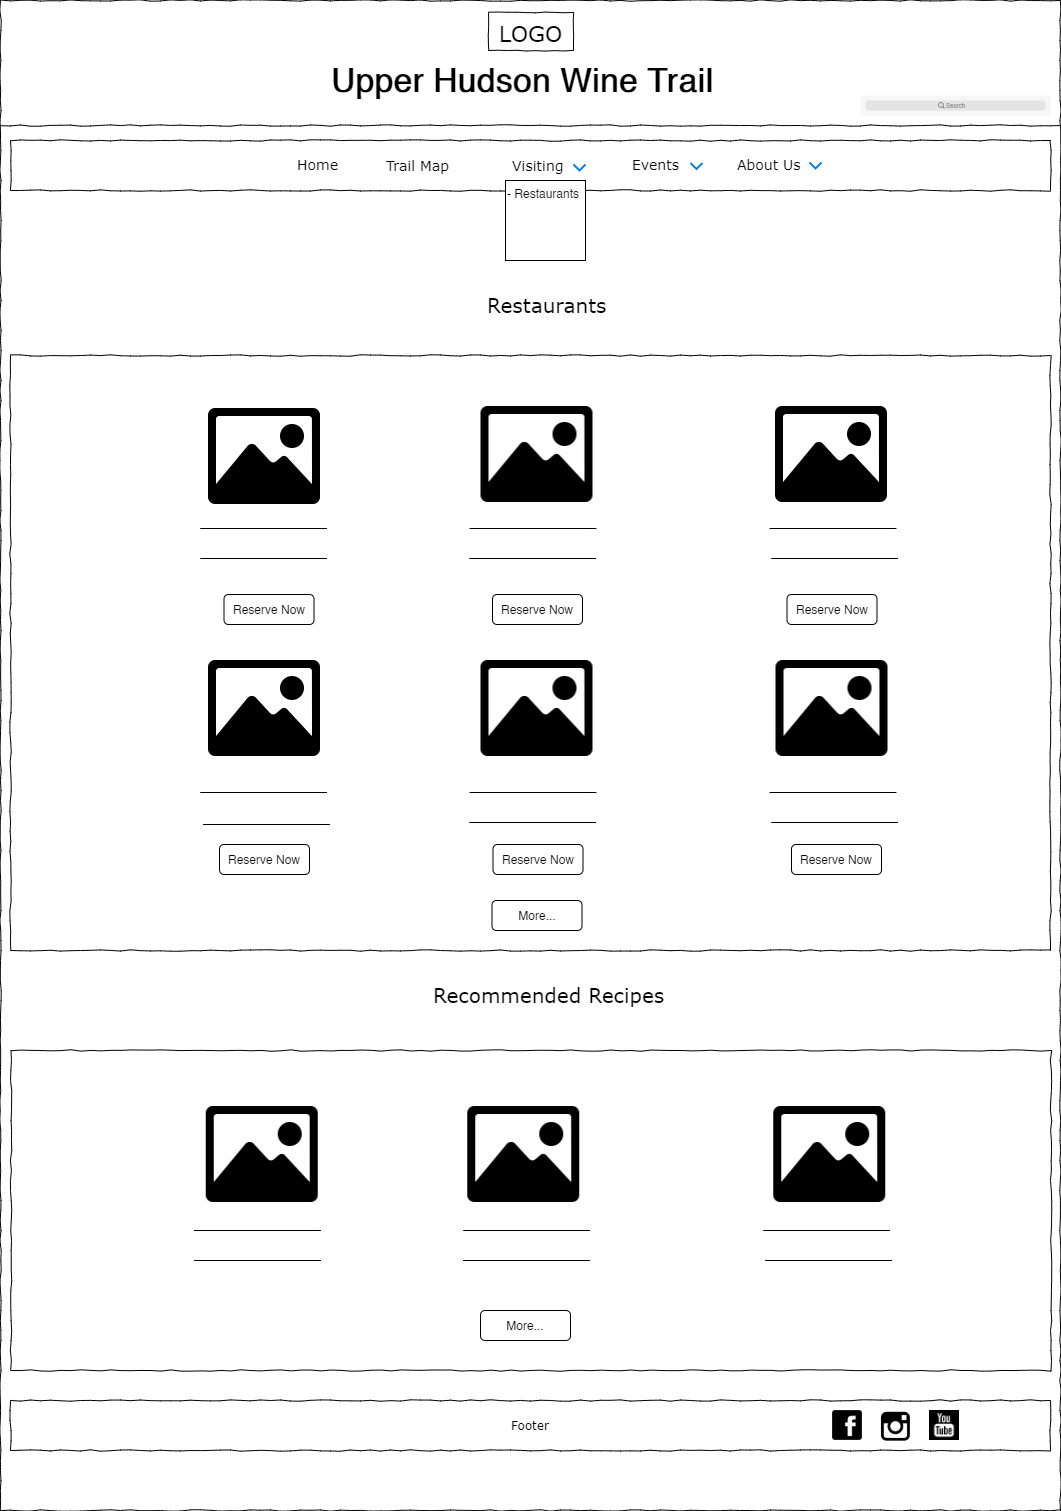 LOGO
Upper Hudson Wine Trail
Search
Home Trail Map Visiting Events About Us
- Restaurants
Restaurants
Reserve Now Reserve Now Reserve Now
Reserve Now Reserve Now Reserve Now
More...
Recommended Recipes
More...
Footer
You
Tube